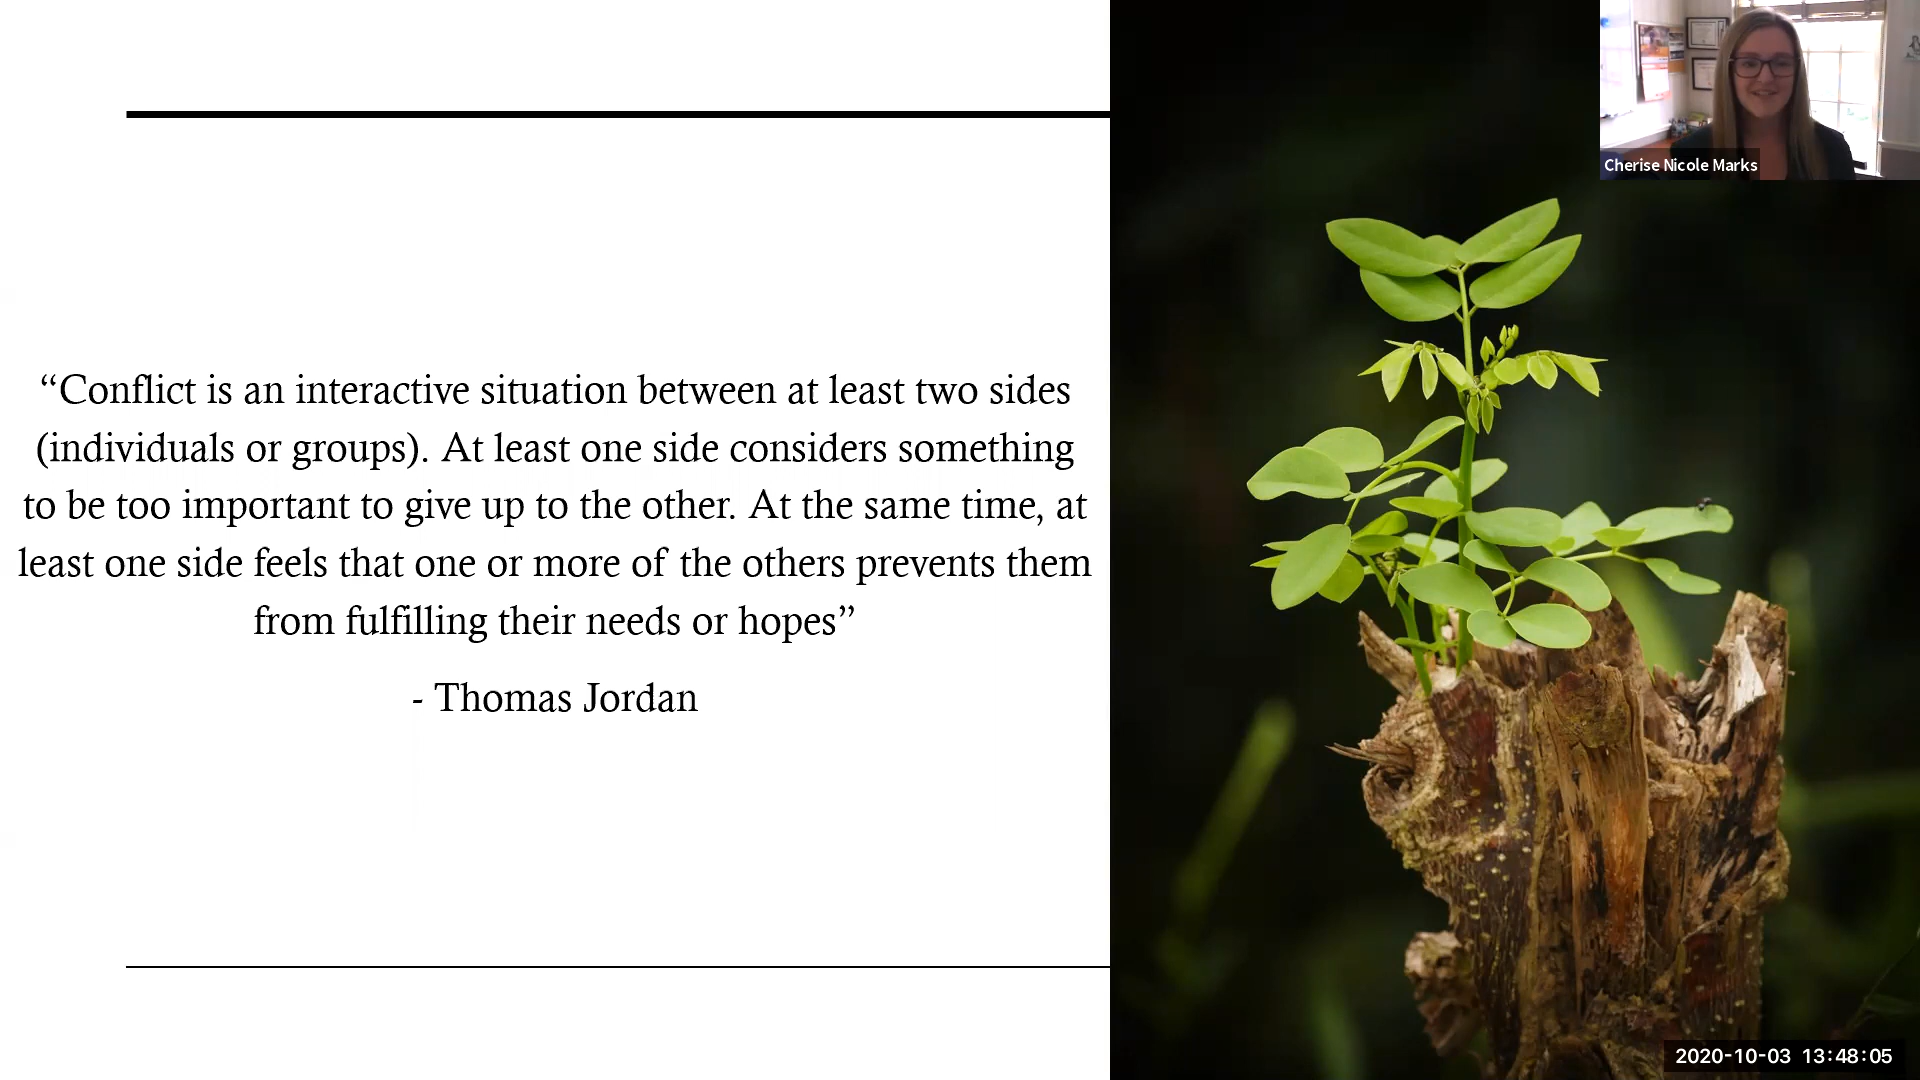 “Conflict is an interactive situation between at least two sides
(individuals or groups). At least one side considers something
to be too important to give up to the other. At the same time, at
least one side feels that one or more of the others prevents them
from fulfilling their needs or hopes”
- Thomas Jordan
Cherise Nicole Marks
2020-10-03 13:48:05